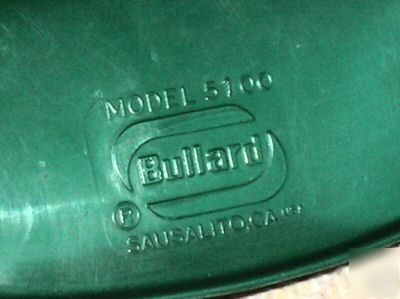 MODEL 5100
Bullard
®
SAUSALITO, CA